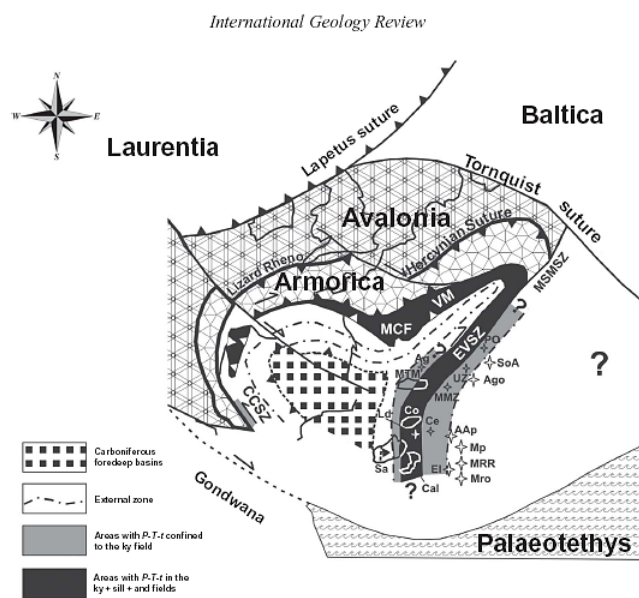 International Geology Review
N
W
E
S
Laurentia
Baltica
Lapetus suture
Tornquist
suture
Avalonia
Lizard Rheno
Hercynian Suture
Armorica
MSMSZ
VM
MCF
?
EVSZ
PO
SoA
?
Ag
MTM
UZ
Ago
MMZ
CCSZ
Ld
Co
Ce
AAp
Mp
Sa
El
MRR
Mro
Cal
?
Carboniferous
foredeep basins
External zone
Gondwana
Areas with P-T-t confined
to the ky field
Areas with P-T-t in the
ky + sill + and fields
Palaeotethys